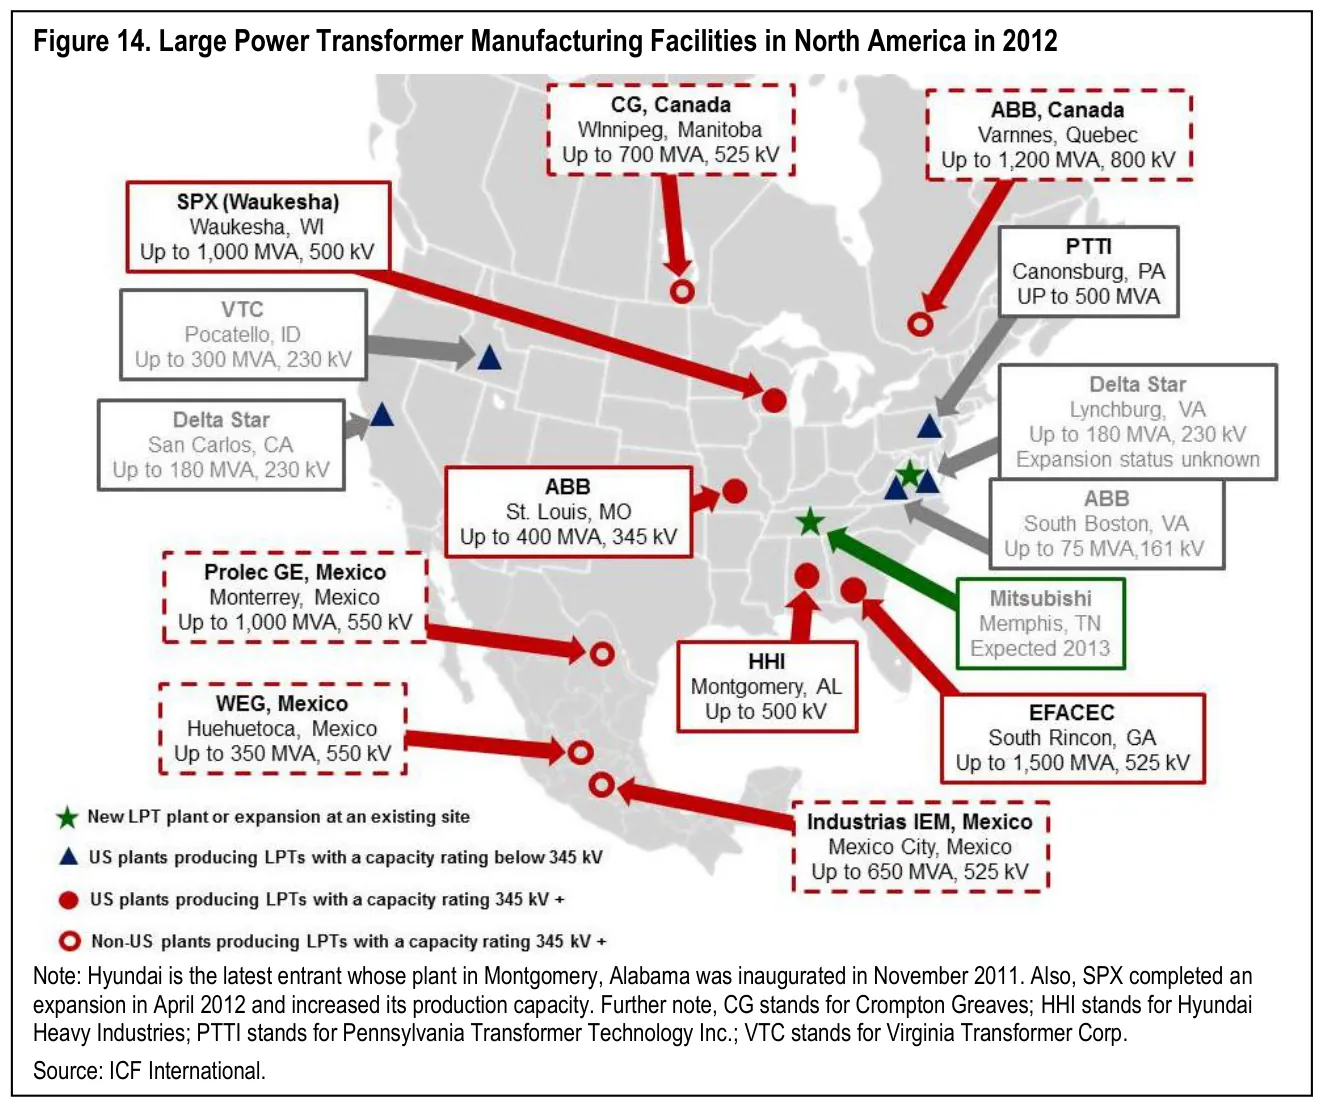 Figure 14. Large Power Transformer Manufacturing Facilities in North America in 2012
CG, Canada
WInnipeg, Manitoba
Up to 700 MVA, 525 kV
ABB, Canada
Varnnes, Quebec
Up to 1,200 MVA, 800 kV
SPX (Waukesha)
Waukesha, WI
Up to 1,000 MVA, 500 kV
PTTI
Canonsburg, PA
UP to 500 MVA
VTC
Pocatello, ID
Up to 300 MVA, 230 kV
Delta Star
Lynchburg, VA
Up to 180 MVA, 230 kV
Expansion status unknown
Delta Star
San Carlos, CA
Up to 180 MVA, 230 kV
ABB
St. Louis, MO
Up to 400 MVA, 345 kV
ABB
South Boston, VA
Up to 75 MVA,161 kV
Prolec GE, Mexico
Monterrey, Mexico
Up to 1,000 MVA, 550 kV
Mitsubishi
Memphis, TN
Expected 2013
HHI
Montgomery, AL
Up to 500 kV
WEG, Mexico
Huehuetoca, Mexico
Up to 350 MVA, 550 kV
EFACEC
South Rincon, GA
Up to 1,500 MVA, 525 kV
Industrias IEM, Mexico
Mexico City, Mexico
Up to 650 MVA, 525 kV
New LPT plant or expansion at an existing site
US plants producing LPTs with a capacity rating below 345 kV
US plants producing LPTs with a capacity rating 345 kV +
Non-US plants producing LPTs with a capacity rating 345 kV +
Note: Hyundai is the latest entrant whose plant in Montgomery, Alabama was inaugurated in November 2011. Also, SPX completed an
expansion in April 2012 and increased its production capacity. Further note, CG stands for Crompton Greaves; HHI stands for Hyundai
Heavy Industries; PTTI stands for Pennsylvania Transformer Technology Inc.; VTC stands for Virginia Transformer Corp.
Source: ICF International.